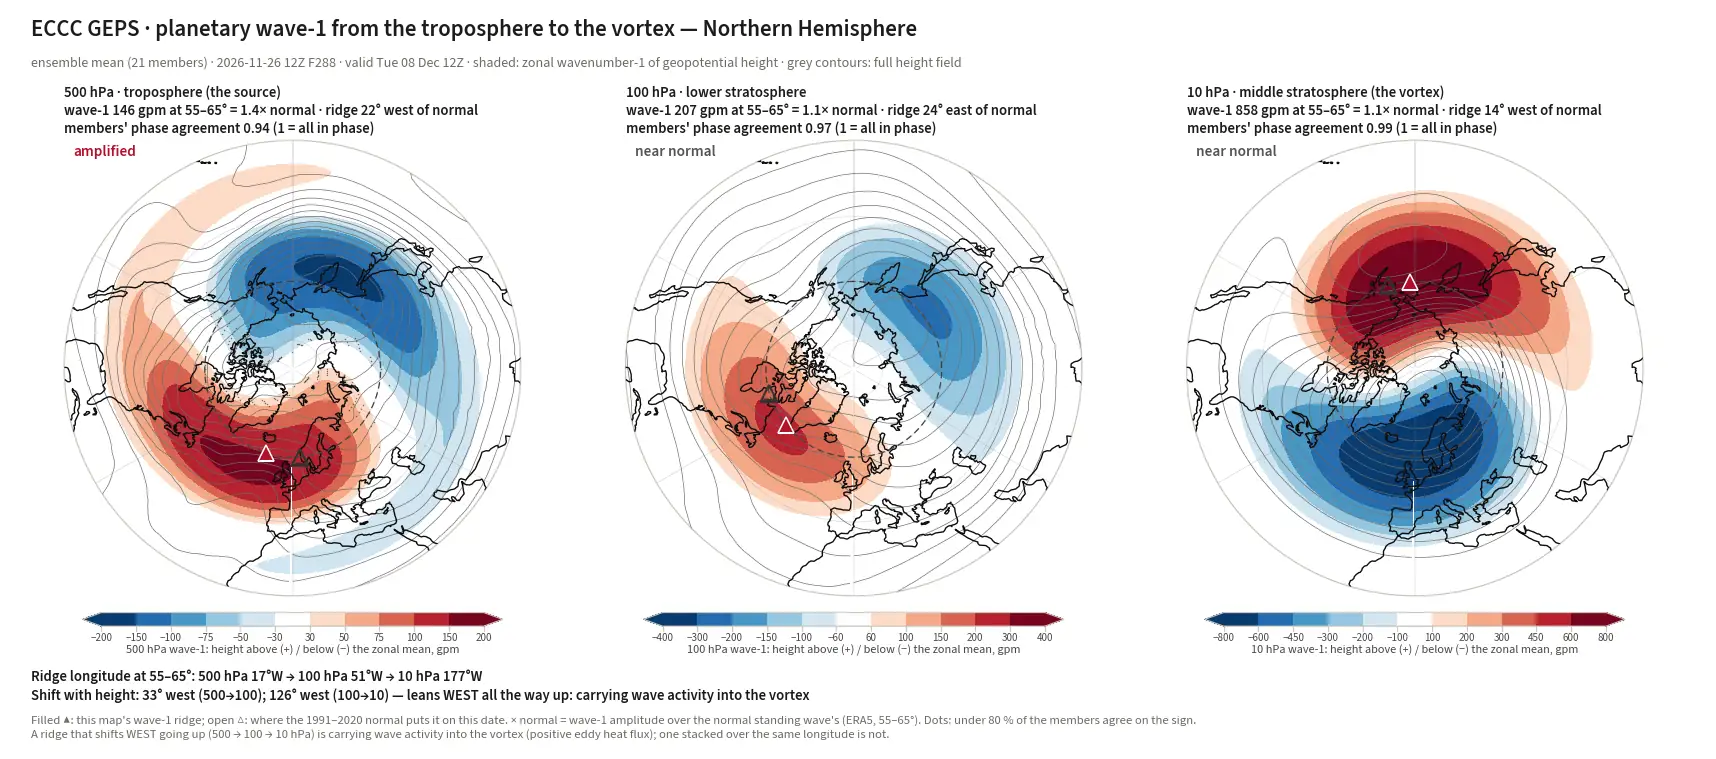 ECCC GEPS · planetary wave-1 from the troposphere to the vortex — Northern Hemisphere
ensemble mean (21 members) · 2026-11-26 12Z F288 · valid Tue 08 Dec 12Z · shaded: zonal wavenumber-1 of geopotential height · grey contours: full height field
500 hPa · troposphere (the source)
wave-1 146 gpm at 55–65° = 1.4× normal · ridge 22° west of normal
members' phase agreement 0.94 (1 = all in phase)
amplified
100 hPa · lower stratosphere
wave-1 207 gpm at 55–65° = 1.1× normal · ridge 24° east of normal
members' phase agreement 0.97 (1 = all in phase)
near normal
10 hPa · middle stratosphere (the vortex)
wave-1 858 gpm at 55–65° = 1.1× normal · ridge 14° west of normal
members' phase agreement 0.99 (1 = all in phase)
near normal
−200 −150 −100 −75 −50 −30 30 50 75 100 150 200
500 hPa wave-1: height above (+) / below (−) the zonal mean, gpm
−400 −300 −200 −150 −100 −60 60 100 150 200 300 400
100 hPa wave-1: height above (+) / below (−) the zonal mean, gpm
−800 −600 −450 −300 −200 −100 100 200 300 450 600 800
10 hPa wave-1: height above (+) / below (−) the zonal mean, gpm
Ridge longitude at 55–65°: 500 hPa 17°W → 100 hPa 51°W → 10 hPa 177°W
Shift with height: 33° west (500→100); 126° west (100→10) — leans WEST all the way up: carrying wave activity into the vortex
Filled ▲: this map's wave-1 ridge; open △: where the 1991–2020 normal puts it on this date. × normal = wave-1 amplitude over the normal standing wave's (ERA5, 55–65°). Dots: under 80 % of the members agree on the sign.
A ridge that shifts WEST going up (500 → 100 → 10 hPa) is carrying wave activity into the vortex (positive eddy heat flux); one stacked over the same longitude is not.